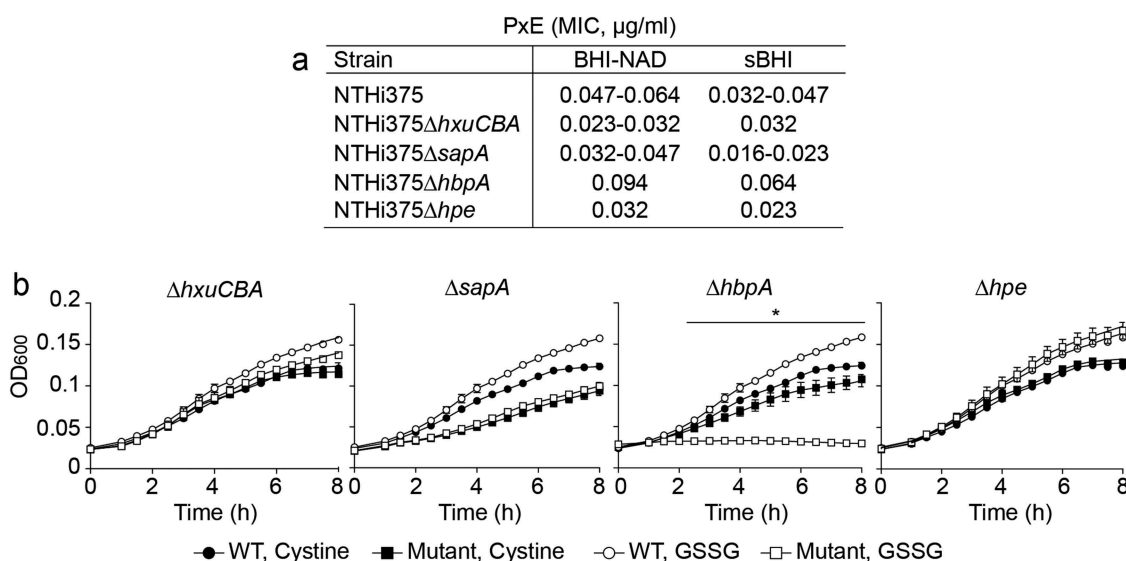 PxE (MIC, µg/ml)
a Strain BHI-NAD sBHI
NTHi375 0.047-0.064 0.032-0.047
NTHi375ΔhxuCBA 0.023-0.032 0.032
NTHi375ΔsapA 0.032-0.047 0.016-0.023
NTHi375ΔhbpA 0.094 0.064
NTHi375Δhpe 0.032 0.023
b ΔhxuCBA ΔsapA ΔhbpA Δhpe
0.2
*
0.15
0.1
0.05
0
OD600
0 2 4 6 8 0 2 4 6 8 0 2 4 6 8 0 2 4 6 8
Time (h) Time (h) Time (h) Time (h)
WT, Cystine Mutant, Cystine WT, GSSG Mutant, GSSG